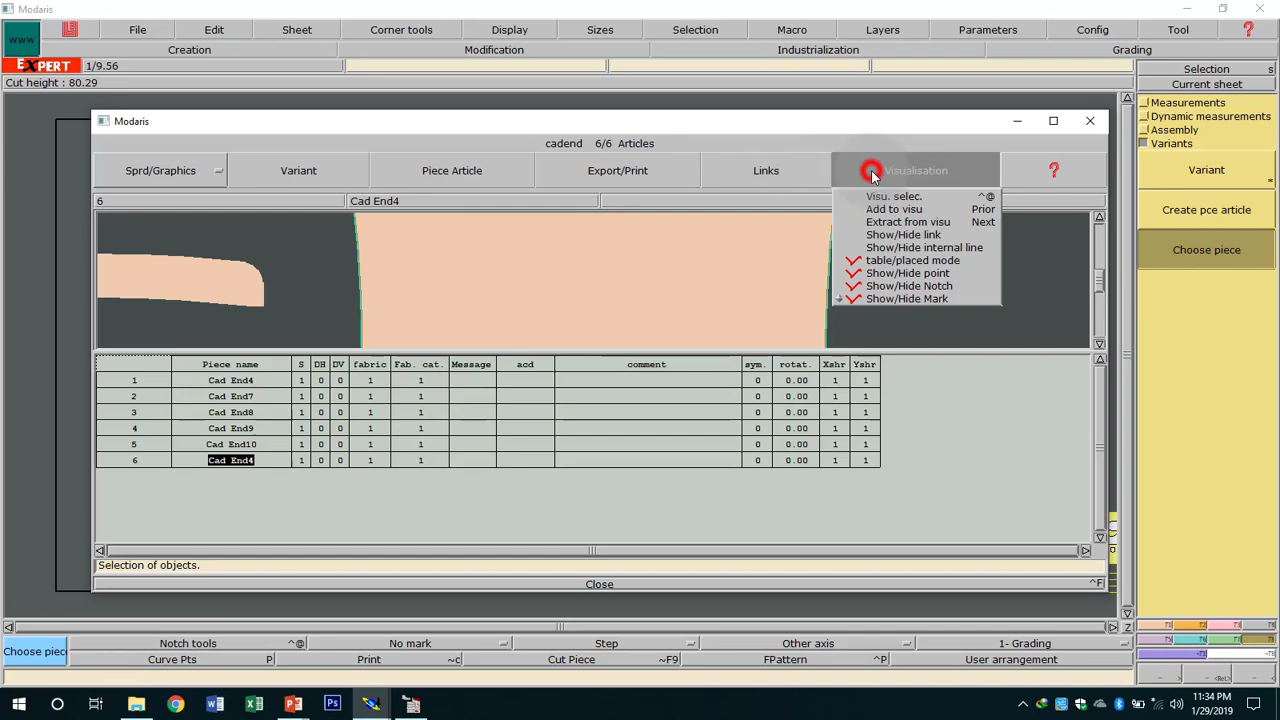 Modaris
www
File Edit Sheet Corner tools Display Sizes Selection Macro Layers Parameters Config Tool ?
Creation Modification Industrialization Grading
EXPERT 1/9.56
Selection s
Cut height : 80.29
Current sheet
Measurements
Dynamic measurements
Assembly
Variants
Variant
Create pce article
Choose piece
Modaris
cadend 6/6 Articles
Sprd/Graphics Variant Piece Article Export/Print Links Visualisation ?
6 Cad End4
Visu. selec. ^@
Add to visu Prior
Extract from visu Next
Show/Hide link
Show/Hide internal line
table/placed mode
Show/Hide point
Show/Hide Notch
Show/Hide Mark
Piece name S DH DV fabric Fab. cat. Message acd comment sym. rotat. Xshr Yshr
1 Cad End4 1 0 0 1 1 0 0.00 1 1
2 Cad End7 1 0 0 1 1 0 0.00 1 1
3 Cad End8 1 0 0 1 1 0 0.00 1 1
4 Cad End9 1 0 0 1 1 0 0.00 1 1
5 Cad End10 1 0 0 1 1 0 0.00 1 1
6 Cad End4 1 0 0 1 1 0 0.00 1 1
Selection of objects.
Close ^F
Z
Choose piec
Notch tools ^@ No mark Step Other axis 1- Grading
Curve Pts P Print ~c Cut Piece ~F9 FPattern ^P User arrangement
11:34 PM
1/29/2019